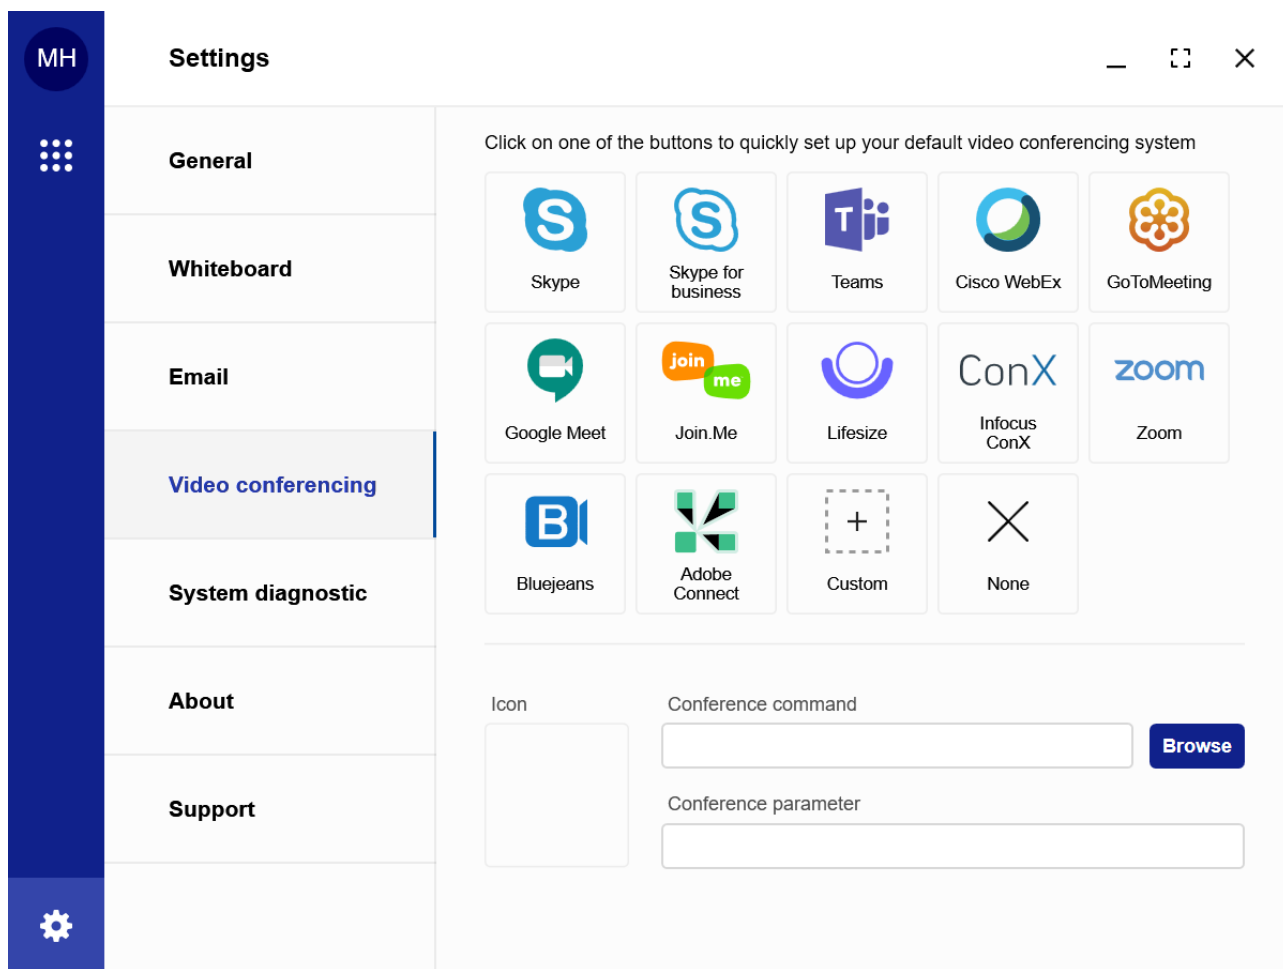 MH
Settings
General
Whiteboard
Email
Video conferencing
System diagnostic
About
Support
Click on one of the buttons to quickly set up your default video conferencing system
S
Skype
S
Skype for
business
T
Teams
Cisco WebEx
GoToMeeting
Google Meet
join
me
Join.Me
Lifesize
ConX
Infocus
ConX
zoom
Zoom
B
Bluejeans
Adobe
Connect
+
Custom
None
Icon
Conference command
Browse
Conference parameter